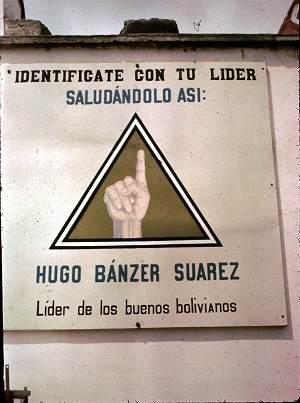 IDENTIFICATE CON TU LIDER
SALUDÁNDOLO ASI:
HUGO BÁNZER SUAREZ
Líder de los buenos bolivianos